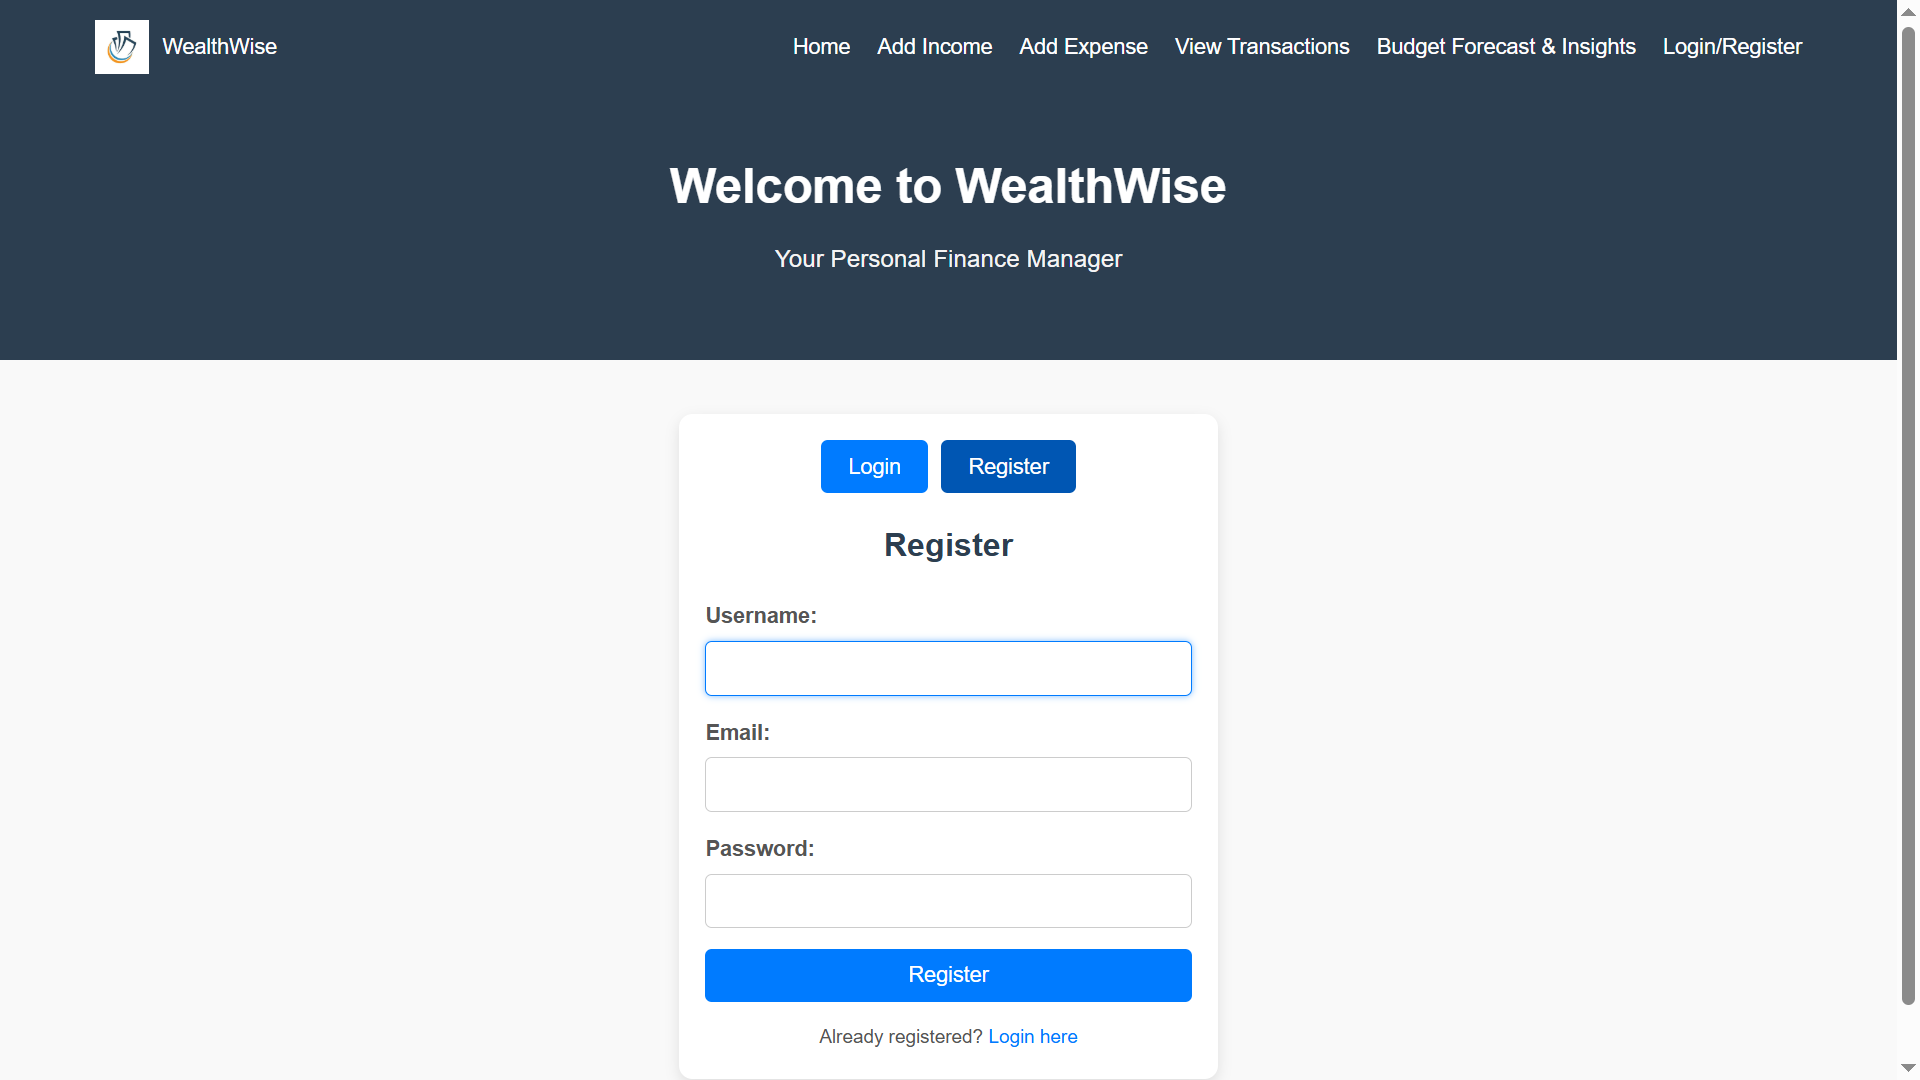 WealthWise
Home Add Income Add Expense View Transactions Budget Forecast & Insights Login/Register
Welcome to WealthWise
Your Personal Finance Manager
Login Register
Register
Username:
Email:
Password:
Register
Already registered? Login here